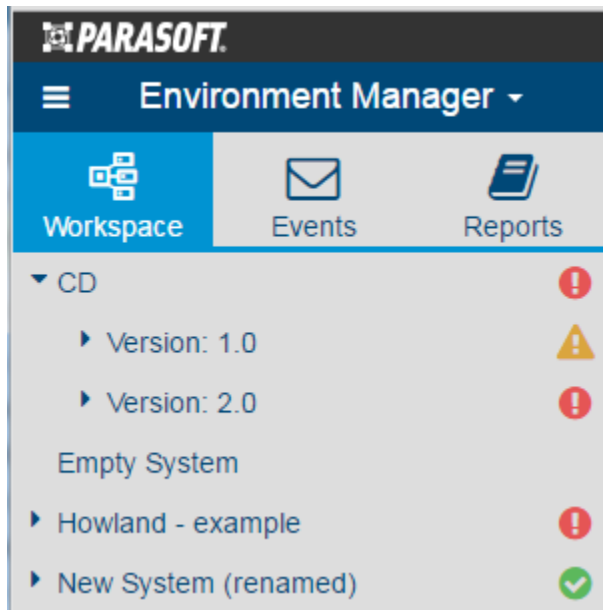 PARASOFT.
Environment Manager
Workspace Events Reports
CD
Version: 1.0
Version: 2.0
Empty System
Howland - example
New System (renamed)